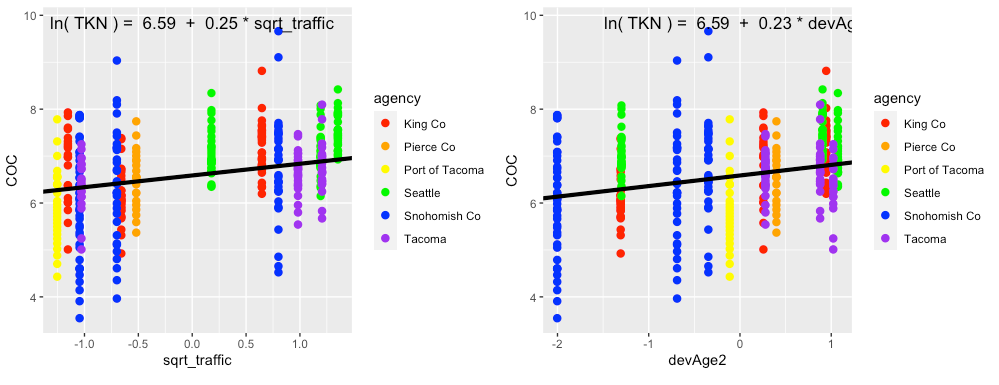 ln( TKN ) = 6.59 + 0.25 * sqrt_traffic
10
8
6
4
COC
-1.0 -0.5 0.0 0.5 1.0
sqrt_traffic
agency
King Co
Pierce Co
Port of Tacoma
Seattle
Snohomish Co
Tacoma
ln( TKN ) = 6.59 + 0.23 * devAg
10
8
6
4
COC
-2 -1 0 1
devAge2
agency
King Co
Pierce Co
Port of Tacoma
Seattle
Snohomish Co
Tacoma